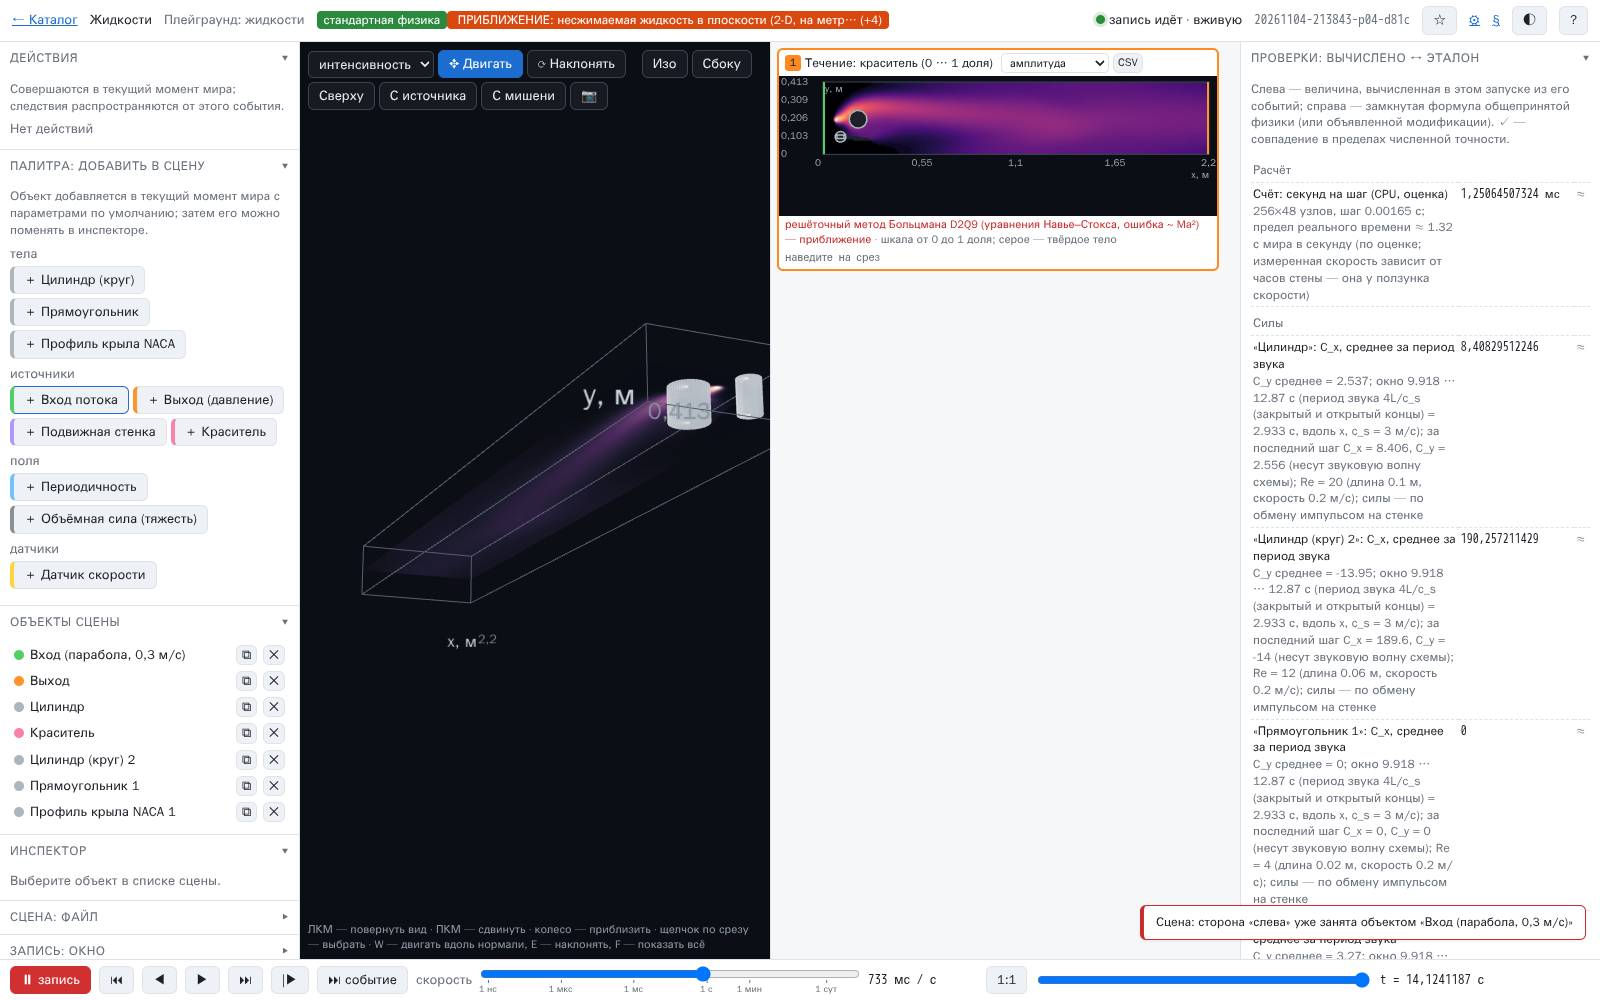 ← Каталог Жидкости Плейграунд: жидкости стандартная физика ПРИБЛИЖЕНИЕ: несжимаемая жидкость в плоскости (2-D, на метр··· (+4) запись идёт · вживую 20261104-213843-p04-d81c ☆ ⚙ § ◐ ?
ДЕЙСТВИЯ
Совершаются в текущий момент мира;
следствия распространяются от этого события.
Нет действий
ПАЛИТРА: ДОБАВИТЬ В СЦЕНУ
Объект добавляется в текущий момент мира с
параметрами по умолчанию; затем его можно
поменять в инспекторе.
тела
+ Цилиндр (круг)
+ Прямоугольник
+ Профиль крыла NACA
источники
+ Вход потока + Выход (давление)
+ Подвижная стенка + Краситель
поля
+ Периодичность
+ Объёмная сила (тяжесть)
датчики
+ Датчик скорости
ОБЪЕКТЫ СЦЕНЫ
Вход (парабола, 0,3 м/с)
Выход
Цилиндр
Краситель
Цилиндр (круг) 2
Прямоугольник 1
Профиль крыла NACA 1
ИНСПЕКТОР
Выберите объект в списке сцены.
СЦЕНА: ФАЙЛ
ЗАПИСЬ: ОКНО
интенсивность ✣ Двигать ⟳ Наклонять Изо Сбоку
Сверху С источника С мишени
y, м 0,413
x, м 2,2
ЛКМ — повернуть вид · ПКМ — сдвинуть · колесо — приблизить · щелчок по срезу
— выбрать · W — двигать вдоль нормали, E — наклонять, F — показать всё
1 Течение: краситель (0 ··· 1 доля) амплитуда CSV
0,413 y, м
0,309
0,206
0,103
0
0 0,55 1,1 1,65 2,2
x, м
решёточный метод Больцмана D2Q9 (уравнения Навье—Стокса, ошибка ~ Ma²)
— приближение · шкала от 0 до 1 доля; серое — твёрдое тело
наведите на срез
ПРОВЕРКИ: ВЫЧИСЛЕНО ↔ ЭТАЛОН
Слева — величина, вычисленная в этом запуске из его
событий; справа — замкнутая формула общепринятой
физики (или объявленной модификации). ✓ —
совпадение в пределах численной точности.
Расчёт
Счёт: секунд на шаг (CPU, оценка) 1,25064507324 мс ≈
256×48 узлов, шаг 0.00165 с;
предел реального времени ≈ 1.32
с мира в секунду (по оценке;
измеренная скорость зависит от
часов стены — она у ползунка
скорости)
Силы
«Цилиндр»: C_x, среднее за период 8,40829512246 ≈
звука
C_y среднее = 2.537; окно 9.918 ···
12.87 с (период звука 4L/c_s
(закрытый и открытый концы) =
2.933 с, вдоль x, c_s = 3 м/с); за
последний шаг C_x = 8.406, C_y =
2.556 (несут звуковую волну
схемы); Re = 20 (длина 0.1 м,
скорость 0.2 м/с); силы — по
обмену импульсом на стенке
«Цилиндр (круг) 2»: C_x, среднее за 190,257211429 ≈
период звука
C_y среднее = -13.95; окно 9.918
··· 12.87 с (период звука 4L/c_s
(закрытый и открытый концы) =
2.933 с, вдоль x, c_s = 3 м/с); за
последний шаг C_x = 189.6, C_y =
-14 (несут звуковую волну схемы);
Re = 12 (длина 0.06 м, скорость
0.2 м/с); силы — по обмену
импульсом на стенке
«Прямоугольник 1»: C_x, среднее 0 ≈
за период звука
C_y среднее = 0; окно 9.918 ···
12.87 с (период звука 4L/c_s
(закрытый и открытый концы) =
2.933 с, вдоль x, c_s = 3 м/с); за
последний шаг C_x = 0, C_y = 0
(несут звуковую волну схемы); Re
= 4 (длина 0.02 м, скорость 0.2 м/
с); силы — по обмену импульсом
на стенке
Сцена: сторона «слева» уже занята объектом «Вход (парабола, 0,3 м/с)»
среднее за период звука
C_y среднее = 3.27; окно 9.918 ···
⏸ запись ⏮ ◀ ▶ ⏭ |▶ ⏭ событие скорость 1 нс 1 мкс 1 мс 1 с 1 мин 1 сут 733 мс / с 1:1 t = 14,1241187 с